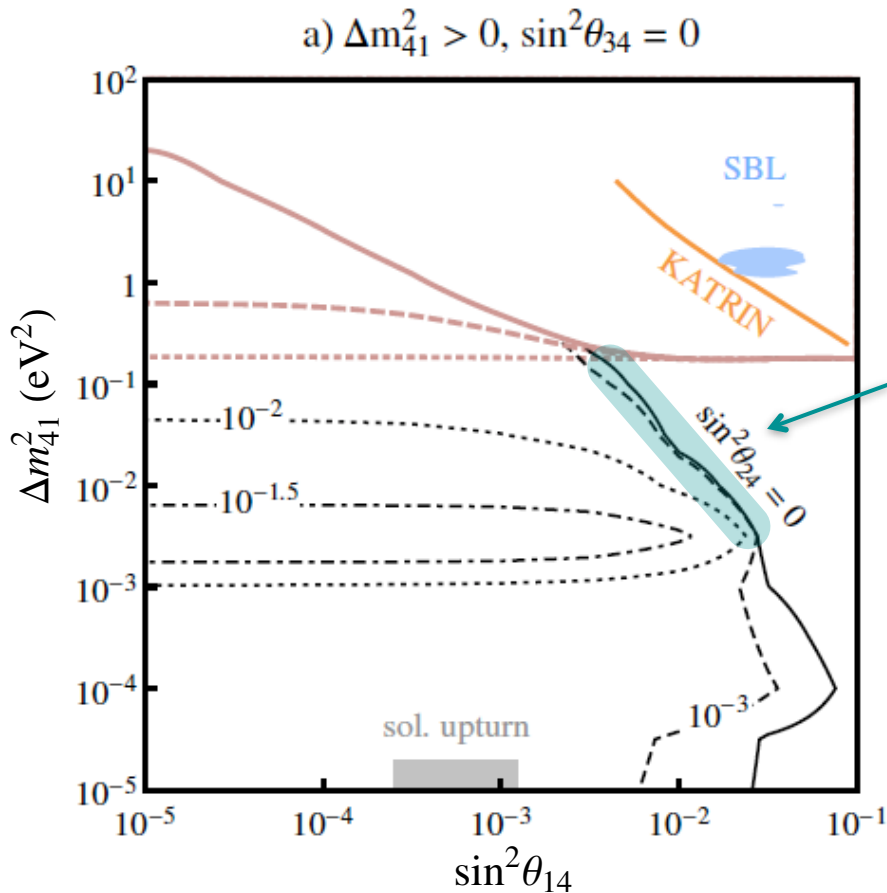 a) Δm²₄₁ > 0, sin²θ₃₄ = 0
10²
10¹
1
10⁻¹
10⁻²
10⁻³
10⁻⁴
10⁻⁵
Δm²₄₁ (eV²)
SBL
KATRIN
sin²θ₂₄ = 0
10⁻²
10⁻¹·⁵
10⁻³
sol. upturn
10⁻⁵
10⁻⁴
10⁻³
10⁻²
10⁻¹
sin²θ₁₄